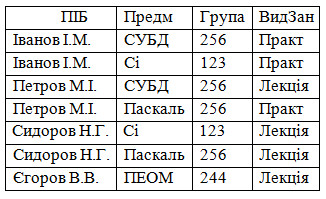 ПІБ Предм Група ВидЗан
Іванов І.М. СУБД 256 Практ
Іванов І.М. Сі 123 Практ
Петров М.І. СУБД 256 Лекція
Петров М.І. Паскаль 256 Практ
Сидоров Н.Г. Сі 123 Лекція
Сидоров Н.Г. Паскаль 256 Лекція
Єгоров В.В. ПЕОМ 244 Лекція